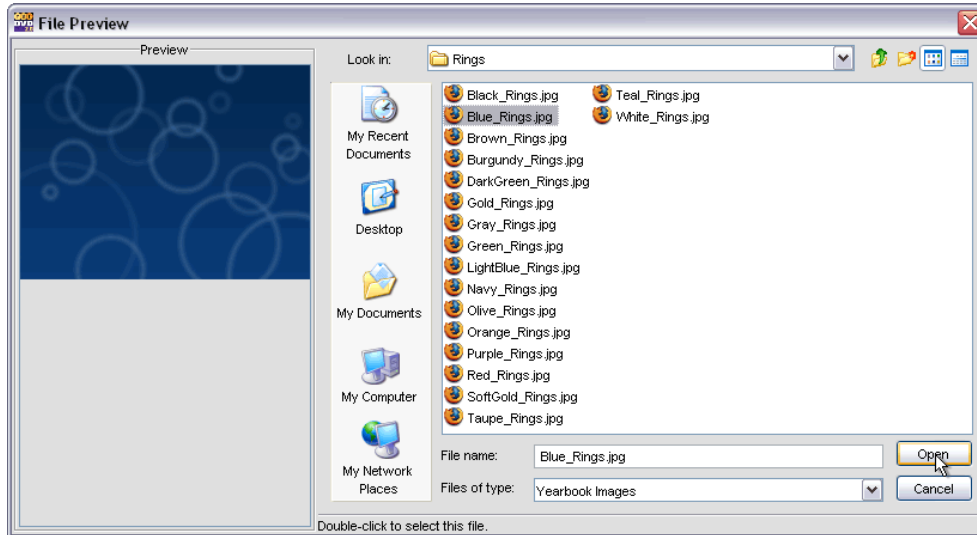 File Preview
Preview
Look in:
Rings
My Recent
Documents
Desktop
My Documents
My Computer
My Network
Places
Black_Rings.jpg
Blue_Rings.jpg
Brown_Rings.jpg
Burgundy_Rings.jpg
DarkGreen_Rings.jpg
Gold_Rings.jpg
Gray_Rings.jpg
Green_Rings.jpg
LightBlue_Rings.jpg
Navy_Rings.jpg
Olive_Rings.jpg
Orange_Rings.jpg
Purple_Rings.jpg
Red_Rings.jpg
SoftGold_Rings.jpg
Taupe_Rings.jpg
Teal_Rings.jpg
White_Rings.jpg
File name:
Blue_Rings.jpg
Open
Files of type:
Yearbook Images
Cancel
Double-click to select this file.